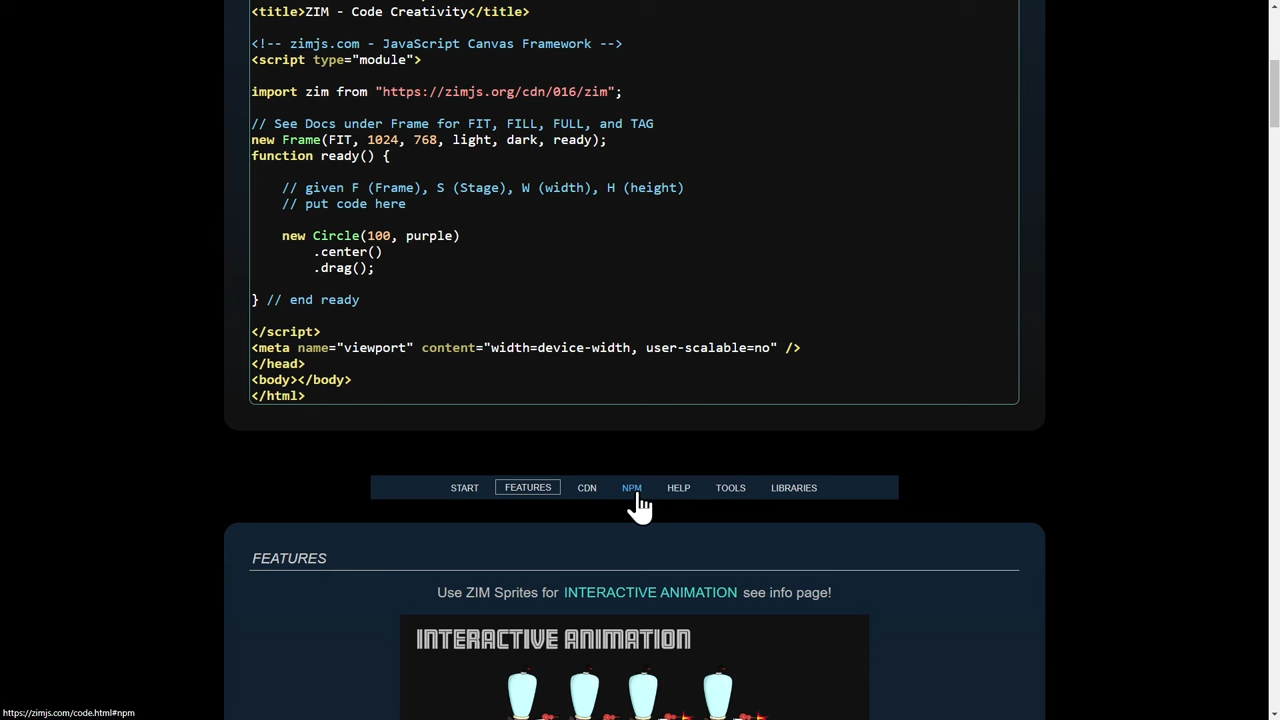 <title>ZIM - Code Creativity</title>
<!-- zimjs.com - JavaScript Canvas Framework -->
<script type="module">
import zim from "https://zimjs.org/cdn/016/zim";
// See Docs under Frame for FIT, FILL, FULL, and TAG
new Frame(FIT, 1024, 768, light, dark, ready);
function ready() {
// given F (Frame), S (Stage), W (width), H (height)
// put code here
new Circle(100, purple)
.center()
.drag();
} // end ready
</script>
<meta name="viewport" content="width=device-width, user-scalable=no" />
</head>
<body></body>
</html>
START FEATURES CDN NPM HELP TOOLS LIBRARIES
FEATURES
Use ZIM Sprites for INTERACTIVE ANIMATION see info page!
INTERACTIVE ANIMATION
https://zimjs.com/code.html#npm